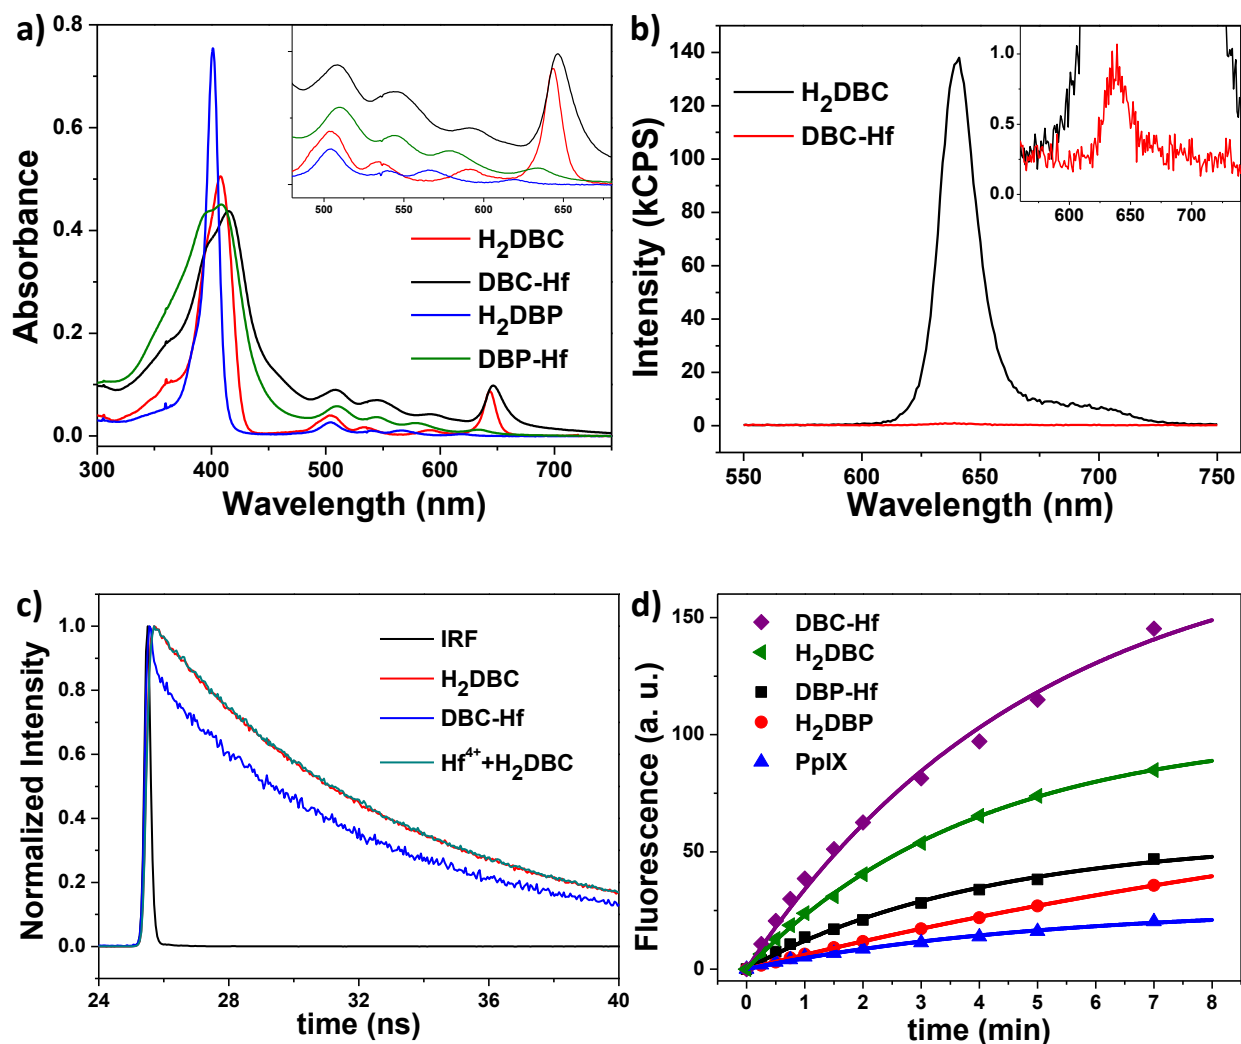 a)
0.8
0.6
0.4
0.2
0.0
Absorbance
500 550 600 650
H2DBC
DBC-Hf
H2DBP
DBP-Hf
300 400 500 600 700
Wavelength (nm)
b)
140
120
100
80
60
40
20
0
Intensity (kCPS)
H2DBC
DBC-Hf
1.0
0.5
0.0
600 650 700
550 600 650 700 750
Wavelength (nm)
c)
1.0
0.8
0.6
0.4
0.2
0.0
Normalized Intensity
IRF
H2DBC
DBC-Hf
Hf4++H2DBC
24 28 32 36 40
time (ns)
d)
150
100
50
0
Fluorescence (a. u.)
DBC-Hf
H2DBC
DBP-Hf
H2DBP
PpIX
0 1 2 3 4 5 6 7 8
time (min)